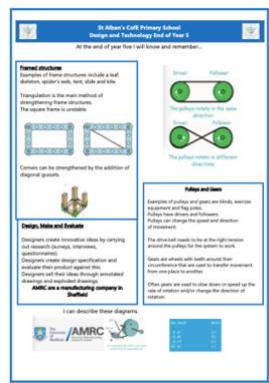 St Alban's CofE Primary School
Design and Technology End of Year 5
At the end of year five I will know and remember...
Framed structures
Examples of frame structures include a leaf,
skeleton, spider's web, tent, slide and kite.
Triangulation is the main method of
strengthening frame structures.
The square frame is unstable.
Corners can be strengthened by the addition of
diagonal gussets.
Design, Make and Evaluate
Designers create innovative ideas by carrying
out research (surveys, interviews,
questionnaires).
Designers create design specification and
evaluate their product against this.
Designers sell their ideas through annotated
drawings and exploded drawings.
AMRC are a manufacturing company in
Sheffield!
Driver Follower
The pulleys rotate in the same
direction
Driver Follower
The pulleys rotate in different
directions
Pulleys and Gears
Examples of pulleys and gears are blinds, exercise
equipment and flag poles.
Pulleys have drivers and followers.
Pulleys can change the speed and direction
of movement.
The drive belt needs to be at the right tension
around the pulleys for the system to work.
Gears are wheels with teeth around their
circumference that are used to transfer movement
from one place to another.
Often gears are used to slow down or speed up the
rate of rotation and/or change the direction of
rotation.
I can describe these diagrams.
AMRC